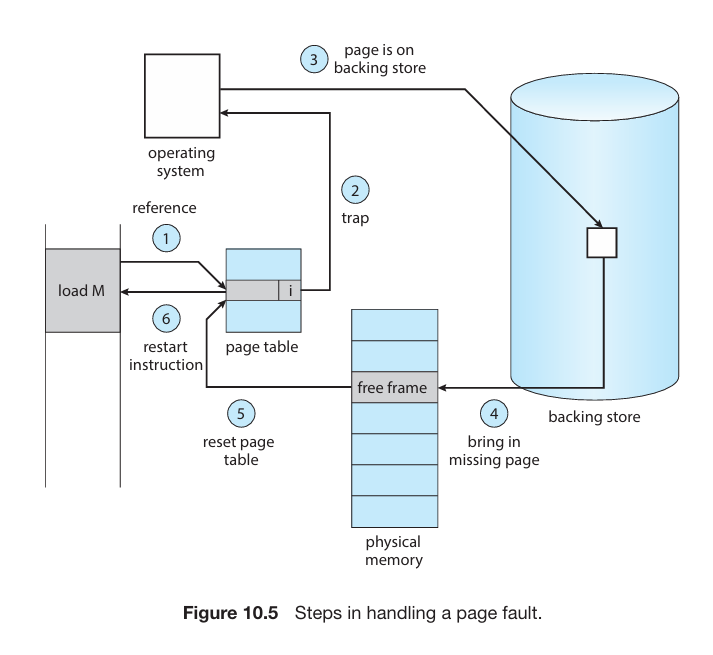 3
page is on
backing store
operating
system
2
trap
reference
1
load M
i
6
restart
instruction
page table
free frame
5
reset page
table
4
bring in
missing page
backing store
physical
memory
Figure 10.5 Steps in handling a page fault.